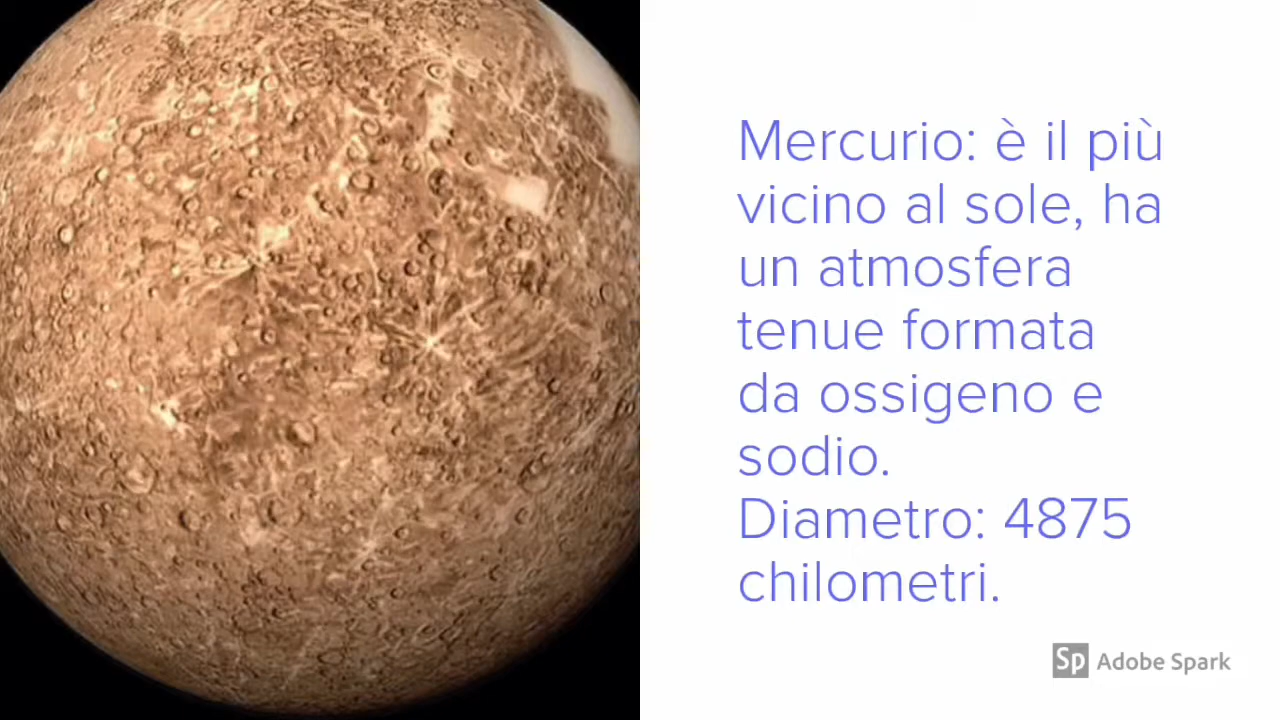 Mercurio: è il più
vicino al sole, ha
un atmosfera
tenue formata
da ossigeno e
sodio.
Diametro: 4875
chilometri.
Sp Adobe Spark